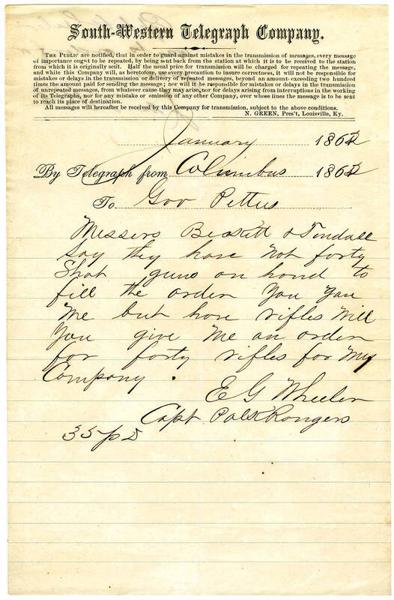 South-Western Telegraph Company.
THE PUBLIC are notified, that in order to guard against mistakes in the transmission of messages, every message
of importance ought to be repeated, by being sent back from the station at which it is to be received to the station
from which it is originally sent. Half the usual price for transmission will be charged for repeating the message,
and while this Company will, as heretofore, use every precaution to insure correctness, it will not be responsible for
mistakes or delays in the transmission or delivery of repeated messages, beyond an amount exceeding two hundred
times the amount paid for sending the message; nor will it be responsible for mistakes or delays in the transmission
of unrepeated messages, from whatever cause they may arise, nor for delays arising from interruptions in the working
of its Telegraphs, nor for any mistake or omission of any other Company, over whose lines the message is to be sent
to reach its place of destination.
All messages will hereafter be received by this Company for transmission, subject to the above conditions.
N. GREEN, Pres't, Louisville, Ky.
January 1862
By Telegraph from Columbus 1862
To Gov Pettus
Messers & Tindall
Say they have not forty
Shot guns on hand to
fill the order You Gav
Me but have rifles Will
You give Me an order
for forty rifles for My
Company.
E G Wheeler
Capt Rangers
35